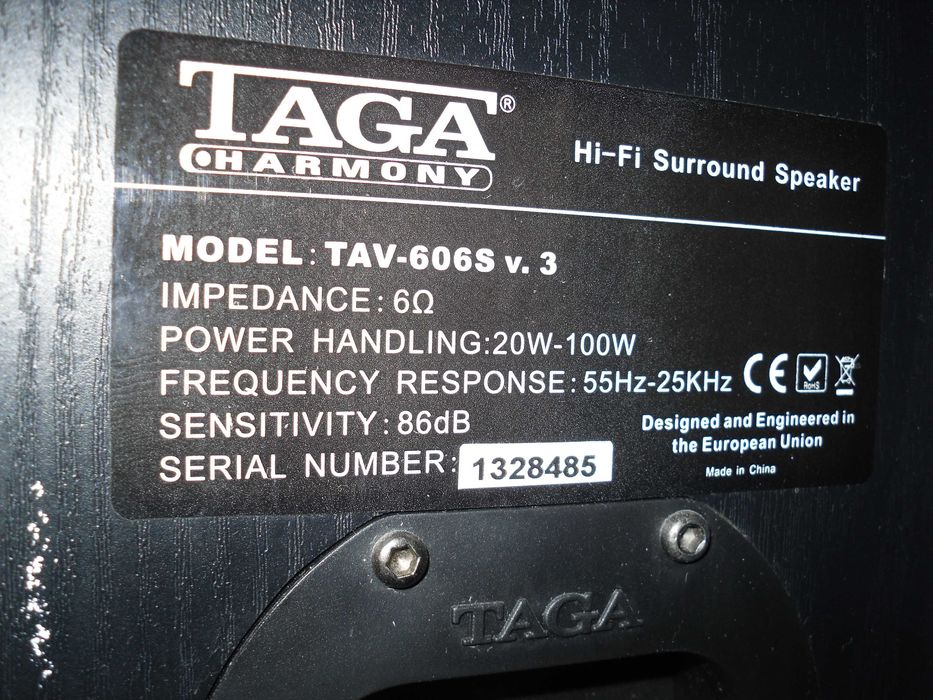 TAGA®
HARMONY
Hi-Fi Surround Speaker
MODEL: TAV-606S v. 3
IMPEDANCE: 6Ω
POWER HANDLING:20W-100W
FREQUENCY RESPONSE: 55Hz-25KHz
CE
RoHS
SENSITIVITY: 86dB
Designed and Engineered in
the European Union
SERIAL NUMBER: 1328485
Made in China
TAGA